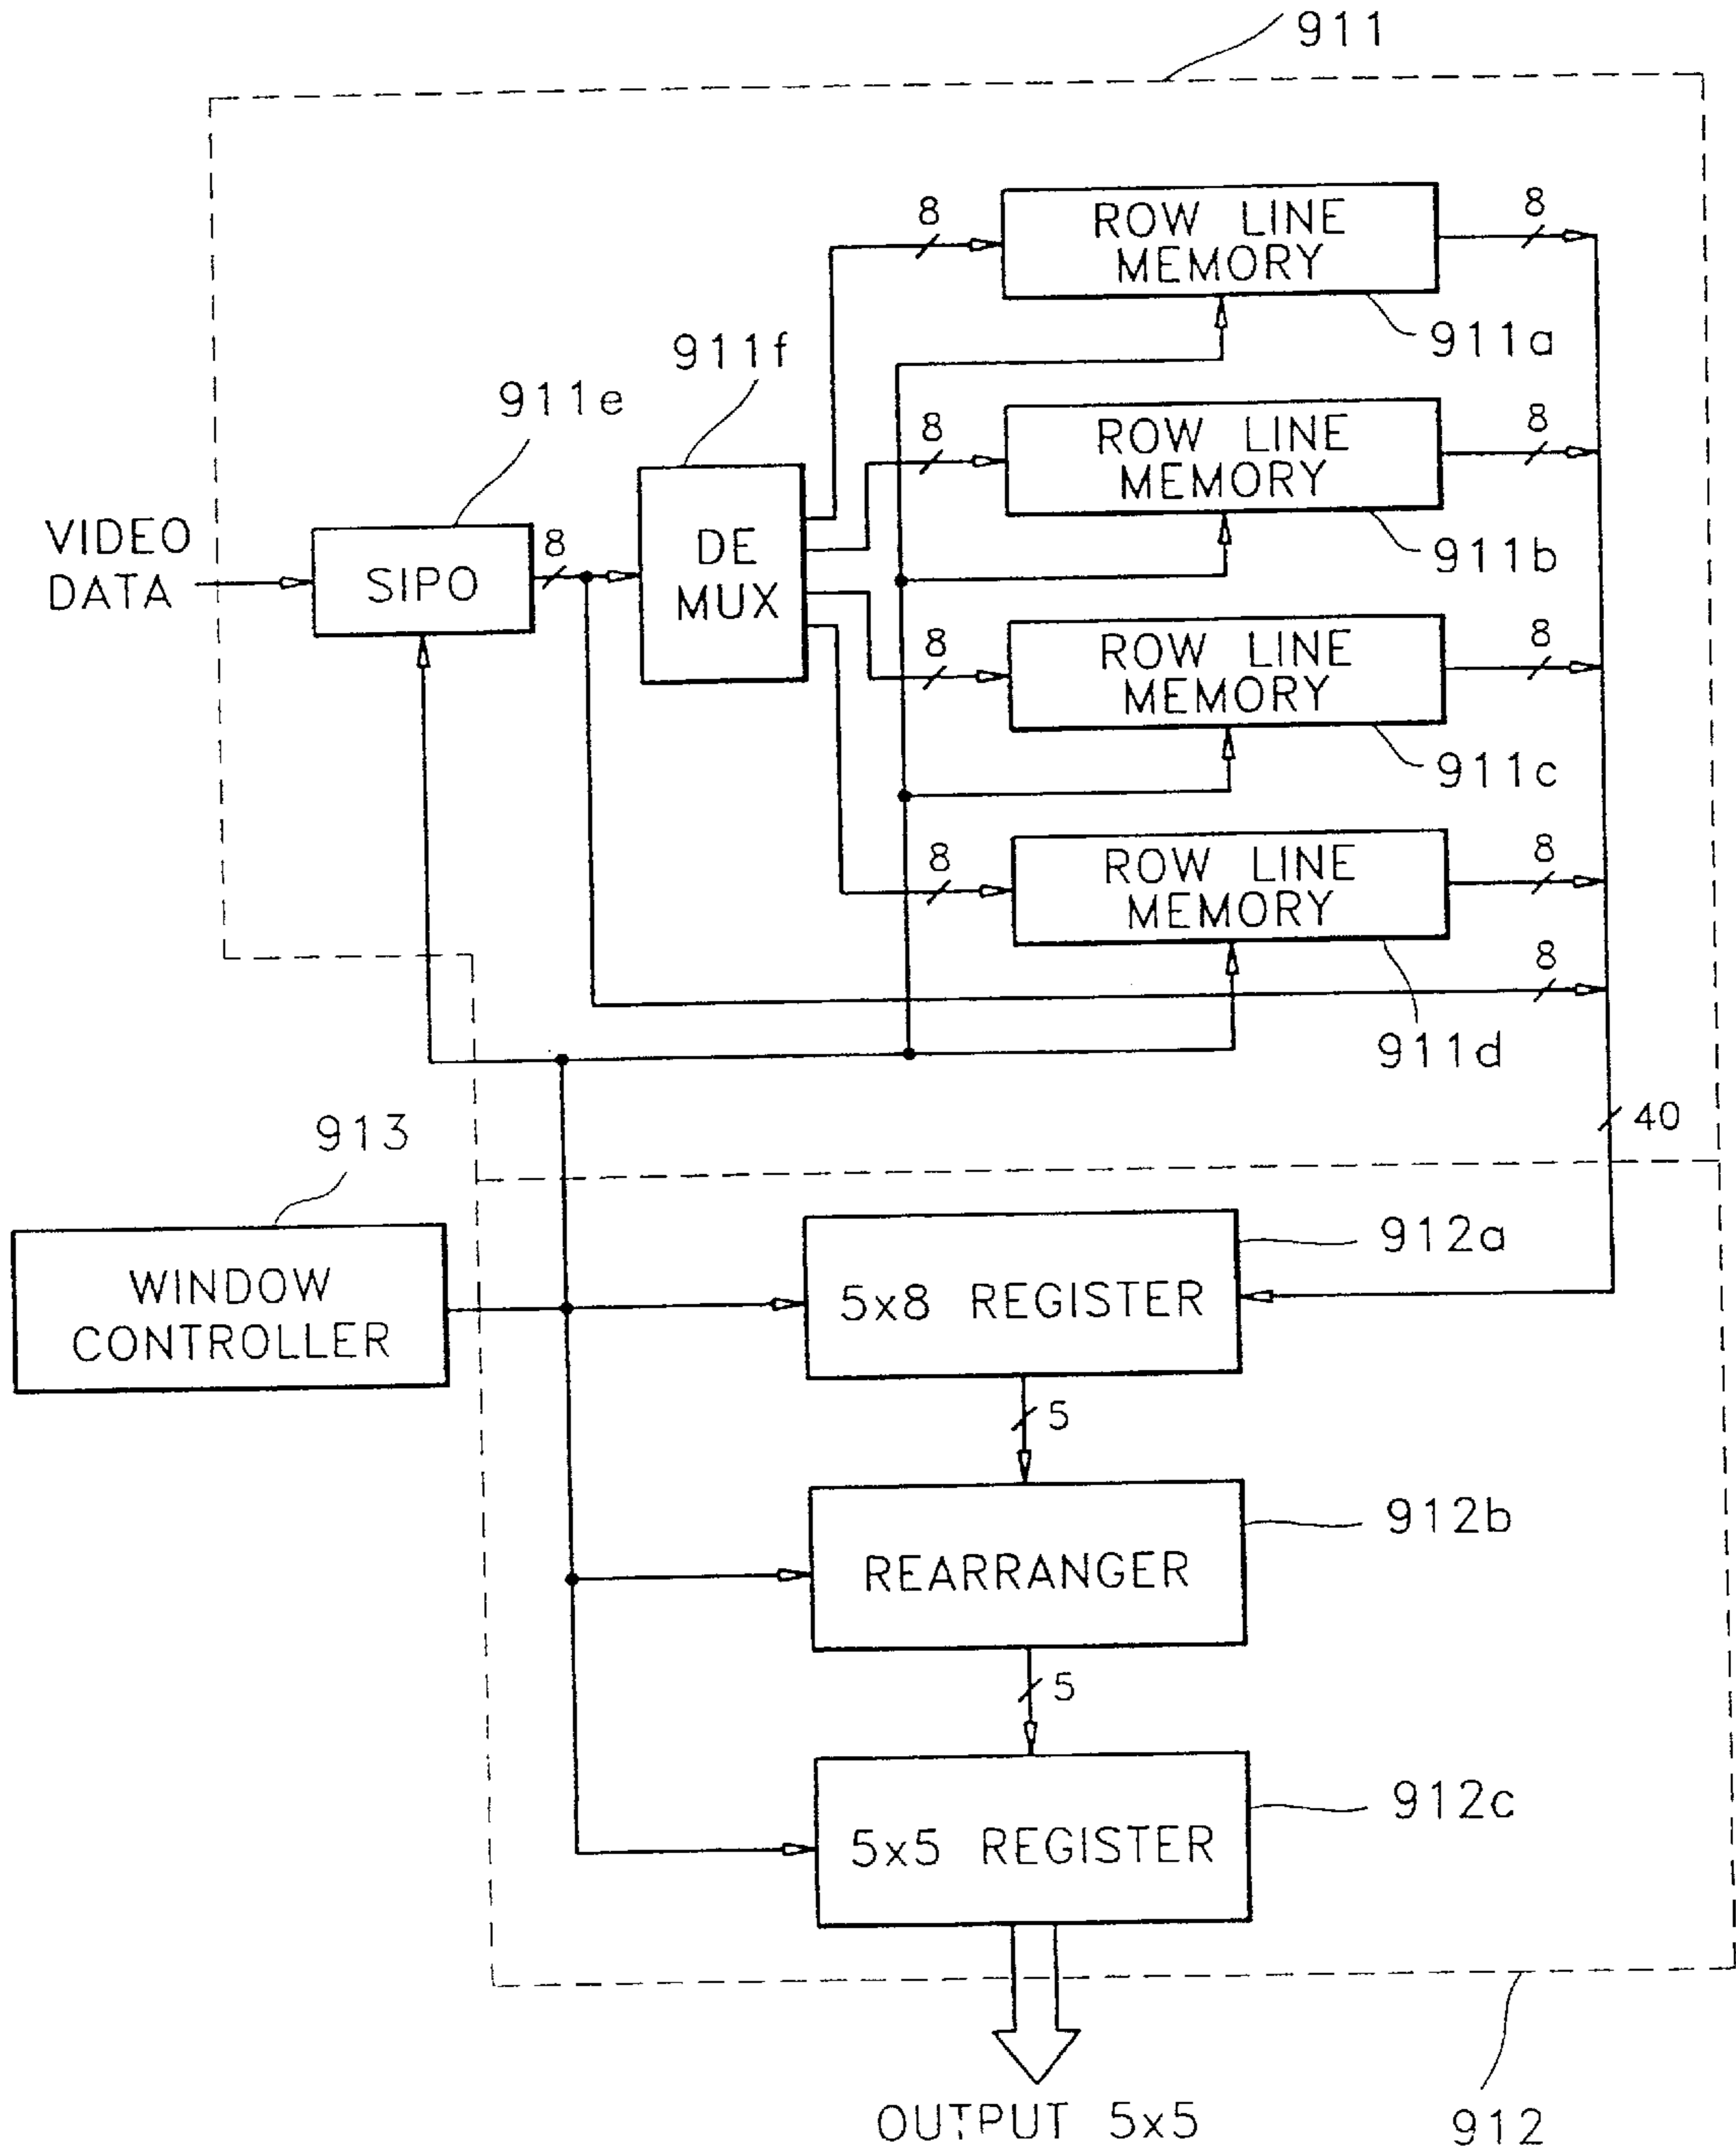 911
8
ROW LINE
MEMORY
8
911a
911f
911e
8
ROW LINE
MEMORY
8
911b
VIDEO
DATA
SIPO
8
DE
MUX
8
ROW LINE
MEMORY
8
911c
8
ROW LINE
MEMORY
8
8
911d
40
913
WINDOW
CONTROLLER
5x8 REGISTER
912a
5
REARRANGER
912b
5
5x5 REGISTER
912c
OUTPUT 5x5
912